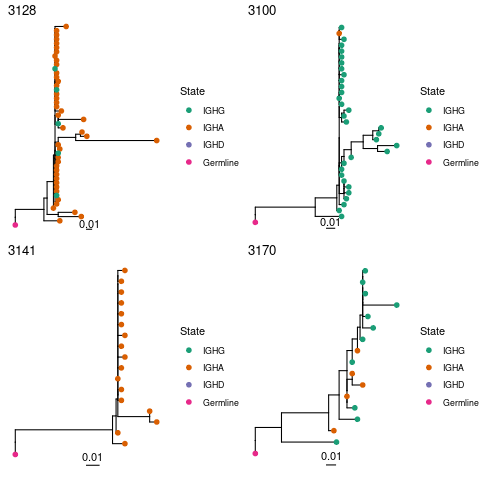 3128
State
IGHG
IGHA
IGHD
Germline
0.01
3100
State
IGHG
IGHA
IGHD
Germline
0.01
3141
State
IGHG
IGHA
IGHD
Germline
0.01
3170
State
IGHG
IGHA
IGHD
Germline
0.01